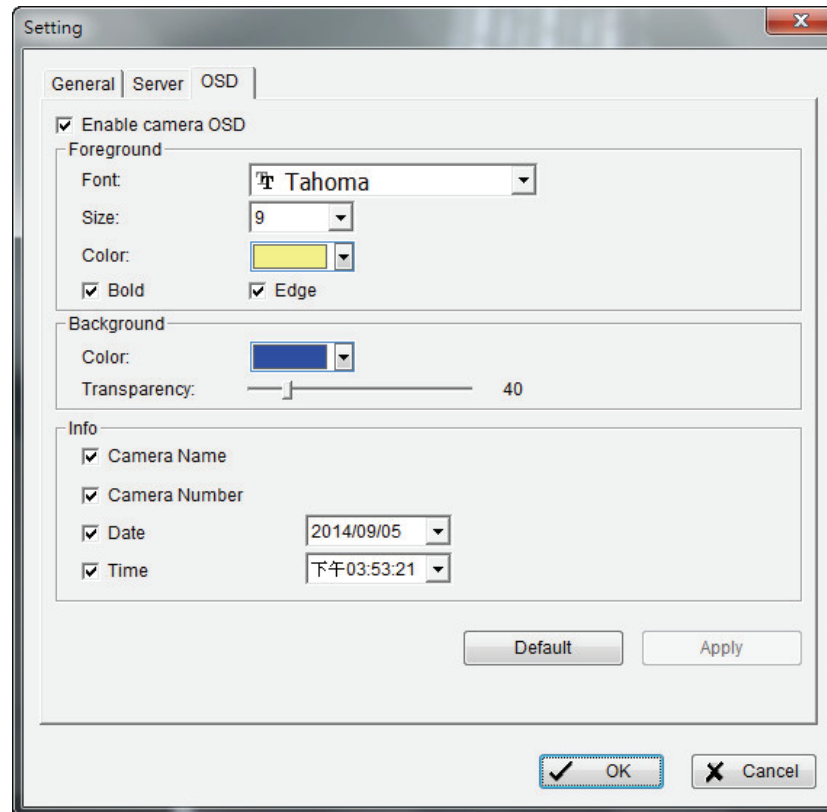 Setting
General Server OSD
Enable camera OSD
Foreground
Font: Tahoma
Size: 9
Color:
Bold Edge
Background
Color:
Transparency: 40
Info
Camera Name
Camera Number
Date 2014/09/05
Time 下午03:53:21
Default Apply
OK Cancel